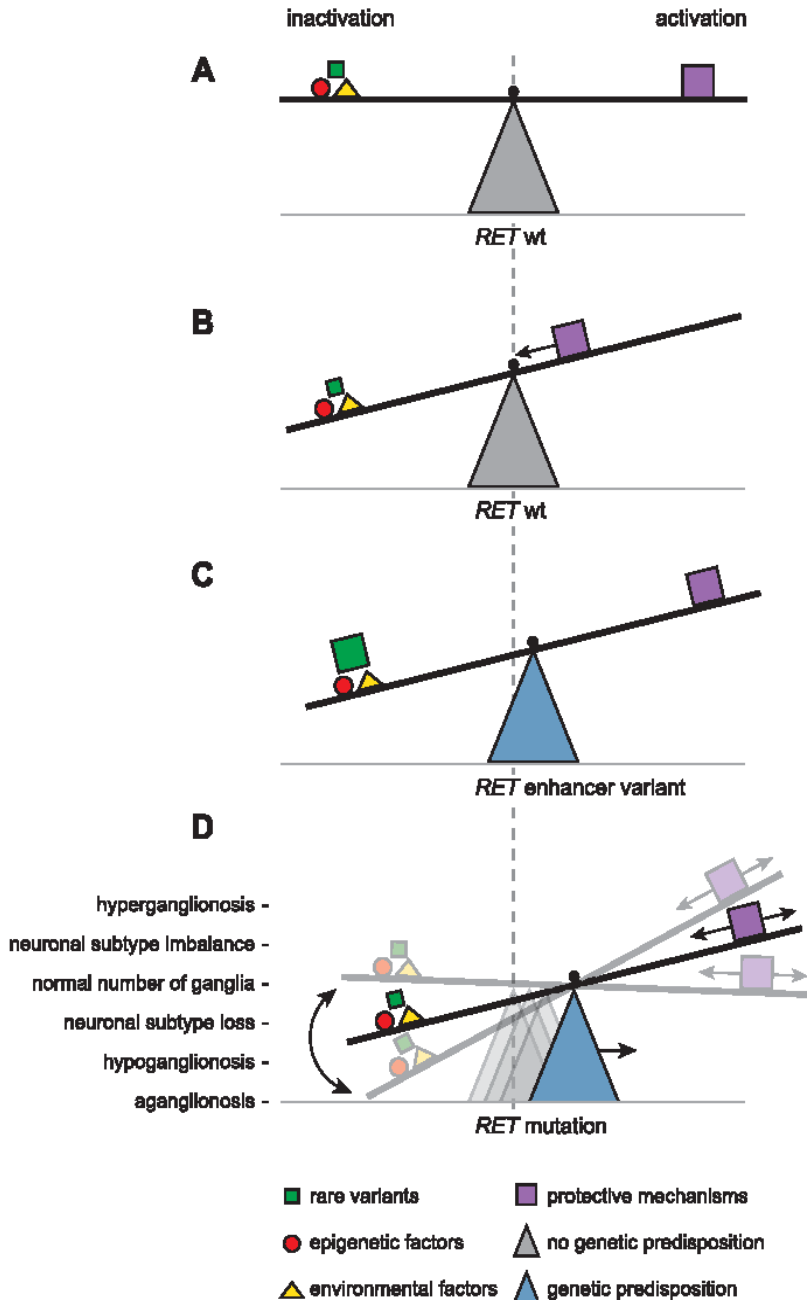 inactivation activation
A
RET wt
B
RET wt
C
RET enhancer variant
D
hyperganglionosis -
neuronal subtype imbalance -
normal number of ganglia -
neuronal subtype loss -
hypoganglionosis -
aganglionosis -
RET mutation
rare variants protective mechanisms
epigenetic factors no genetic predisposition
environmental factors genetic predisposition